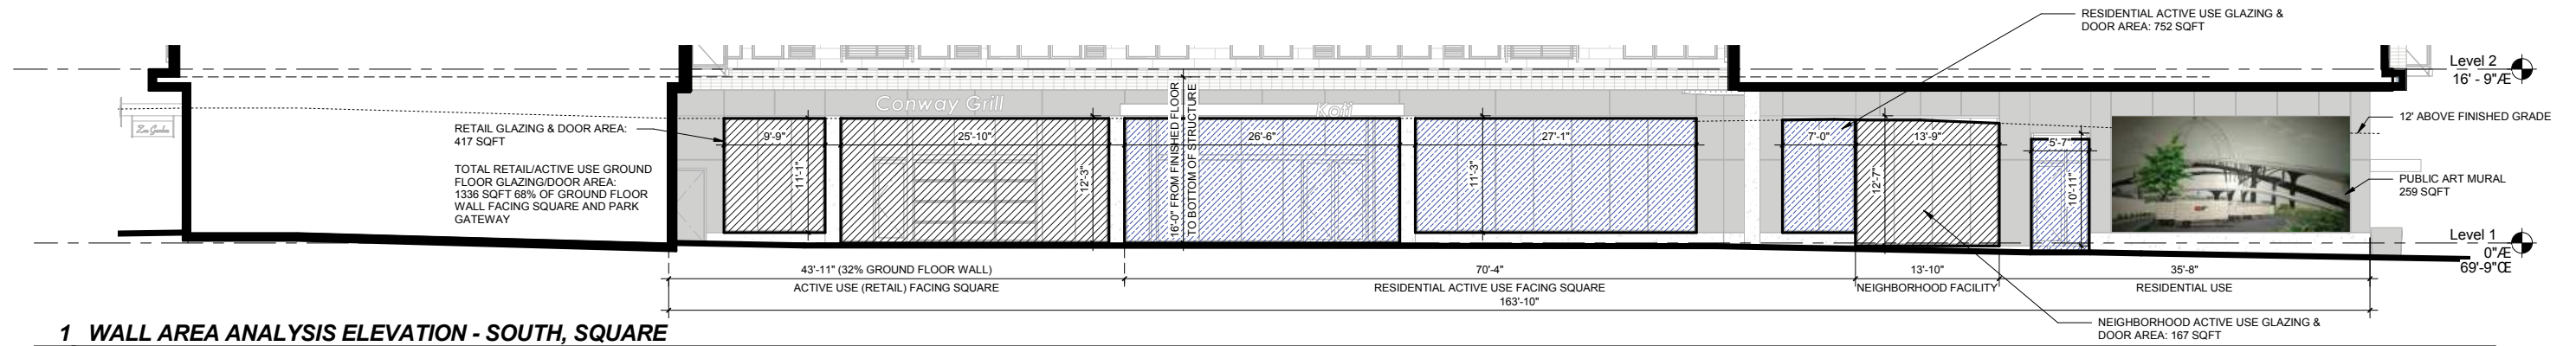 RESIDENTIAL ACTIVE USE GLAZING &
DOOR AREA: 752 SQFT
Level 2
16' - 9"Æ
Conway Grill
Koti
Zen Garden
RETAIL GLAZING & DOOR AREA:
417 SQFT
TOTAL RETAIL/ACTIVE USE GROUND
FLOOR GLAZING/DOOR AREA:
1336 SQFT 68% OF GROUND FLOOR
WALL FACING SQUARE AND PARK
GATEWAY
9'-9"
11'-1"
25'-10"
12'-3"
16'-0" FROM FINISHED FLOOR
TO BOTTOM OF STRUCTURE
26'-6"
27'-1"
11'-3"
7'-0"
13'-9"
12'-7"
5'-7"
10'-11"
12' ABOVE FINISHED GRADE
PUBLIC ART MURAL
259 SQFT
Level 1
0"Æ
69'-9"Œ
43'-11" (32% GROUND FLOOR WALL)
70'-4"
13'-10"
35'-8"
ACTIVE USE (RETAIL) FACING SQUARE
RESIDENTIAL ACTIVE USE FACING SQUARE
NEIGHBORHOOD FACILITY
RESIDENTIAL USE
163'-10"
NEIGHBORHOOD ACTIVE USE GLAZING &
DOOR AREA: 167 SQFT
1 WALL AREA ANALYSIS ELEVATION - SOUTH, SQUARE